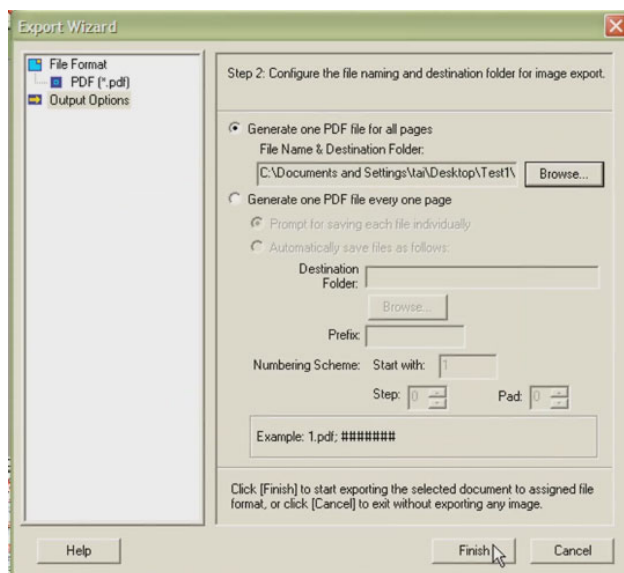 Export Wizard
File Format
PDF (*.pdf)
Output Options
Step 2: Configure the file naming and destination folder for image export.
Generate one PDF file for all pages
File Name & Destination Folder:
C:\Documents and Settings\tai\Desktop\Test1\
Browse...
Generate one PDF file every one page
Prompt for saving each file individually
Automatically save files as follows:
Destination
Folder:
Browse...
Prefix:
Numbering Scheme: Start with: 1
Step: 0 Pad: 0
Example: 1.pdf; #######
Click [Finish] to start exporting the selected document to assigned file
format, or click [Cancel] to exit without exporting any image.
Help
Finish
Cancel